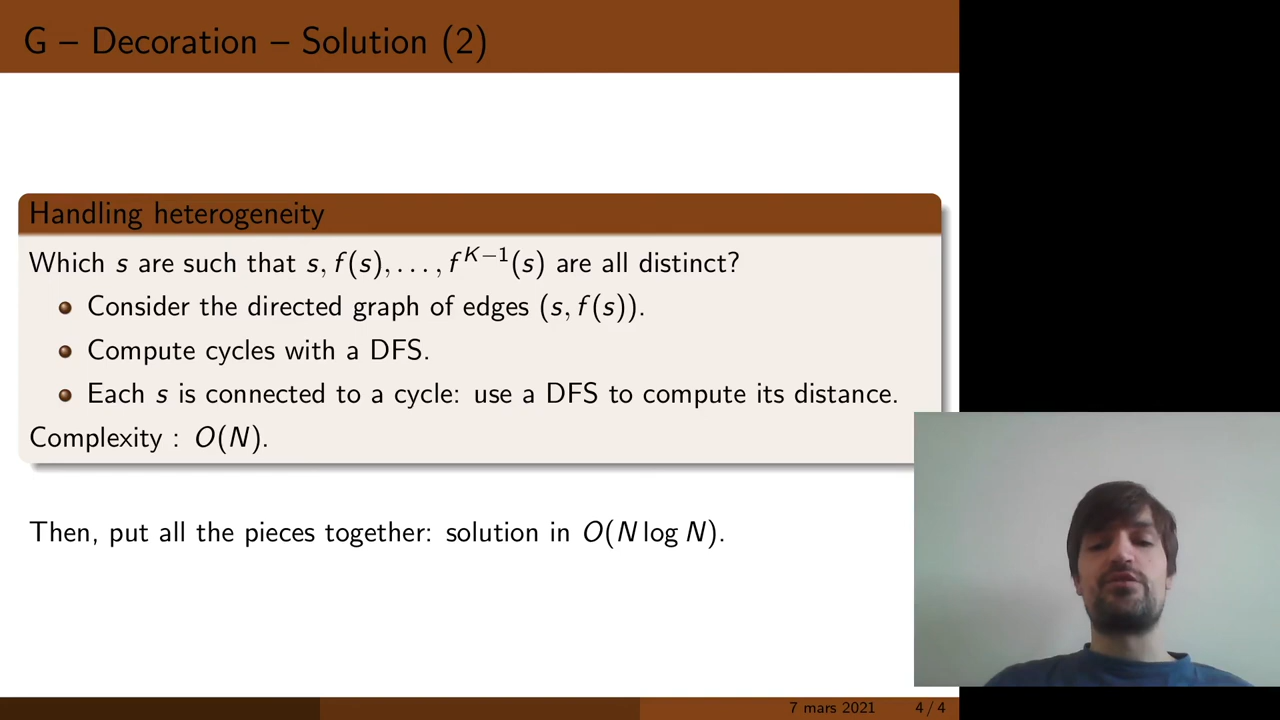 G – Decoration – Solution (2)
Handling heterogeneity
Which s are such that s, f(s), . . . , f^{K−1}(s) are all distinct?
Consider the directed graph of edges (s, f(s)).
Compute cycles with a DFS.
Each s is connected to a cycle: use a DFS to compute its distance.
Complexity : O(N).
Then, put all the pieces together: solution in O(N log N).
7 mars 2021 4 / 4